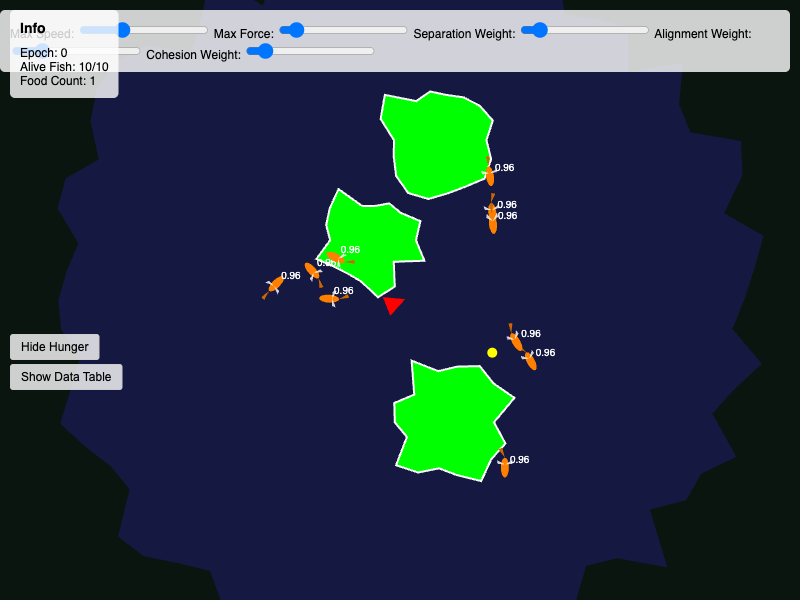 Max Speed: Max Force: Separation Weight: Alignment Weight:
Cohesion Weight:
Info
Epoch: 0
Alive Fish: 10/10
Food Count: 1
0.96
0.96
0.96
0.96
0.96
0.96
0.96
Hide Hunger
0.96
0.96
Show Data Table
0.96